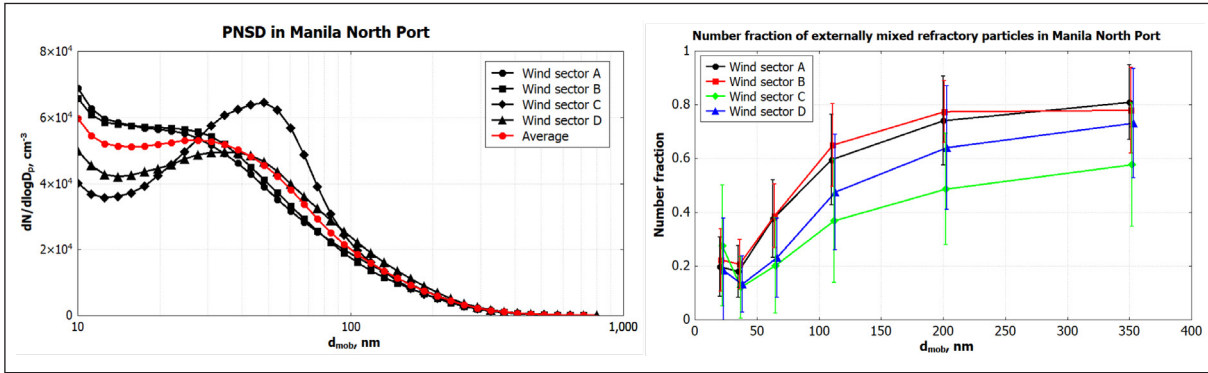 PNSD in Manila North Port
8×10⁴
6×10⁴
4×10⁴
2×10⁴
0
dN/dlogDₚ, cm⁻³
10
100
1,000
d_mob, nm
Wind sector A
Wind sector B
Wind sector C
Wind sector D
Average
Number fraction of externally mixed refractory particles in Manila North Port
1
0.8
0.6
0.4
0.2
0
Number fraction
0
50
100
150
200
250
300
350
400
d_mob, nm
Wind sector A
Wind sector B
Wind sector C
Wind sector D